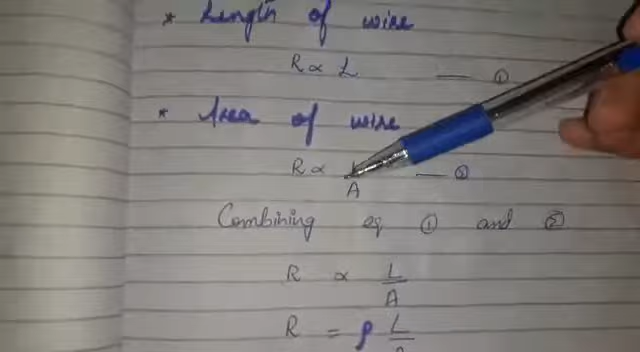 * Length of wire
R ∝ L — ①
* Area of wire
R ∝ 1/A — ②
Combining eq ① and ②
R ∝ L/A
R = ρ L/A